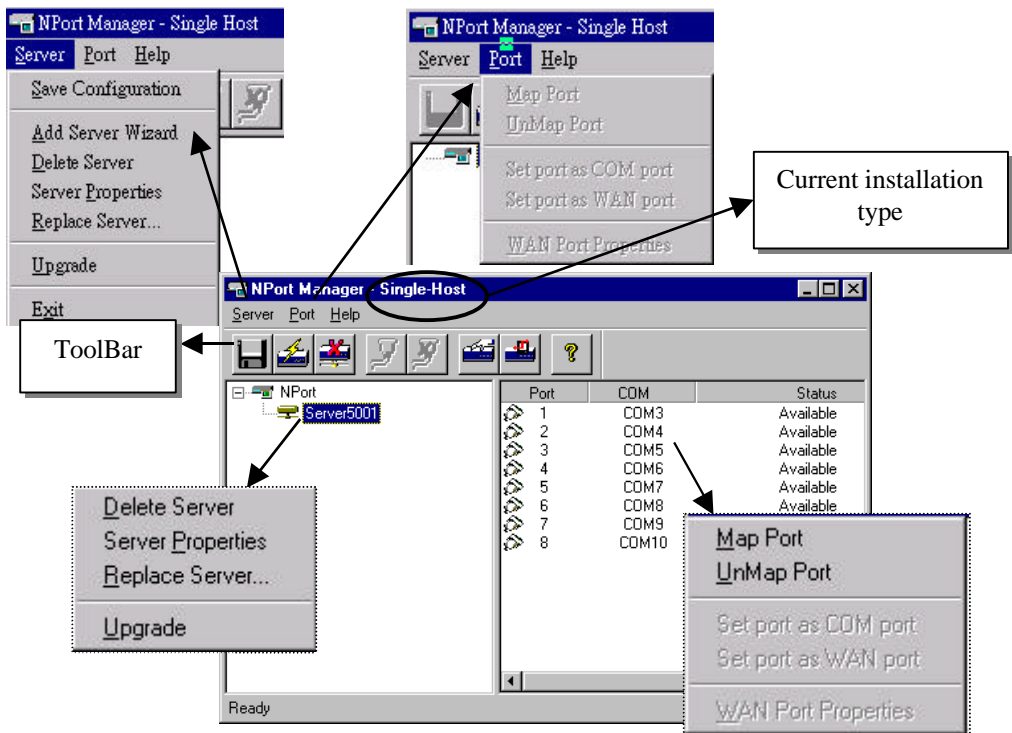 NPort Manager - Single Host
Server Port Help
Save Configuration
Add Server Wizard
Delete Server
Server Properties
Replace Server...
Upgrade
Exit
NPort Manager - Single Host
Server Port Help
Map Port
UnMap Port
Set port as COM port
Set port as WAN port
WAN Port Properties
Current installation
type
ToolBar
NPort Manager - Single-Host
Server Port Help
NPort
Server5001
Port COM Status
1 COM3 Available
2 COM4 Available
3 COM5 Available
4 COM6 Available
5 COM7 Available
6 COM8 Available
7 COM9
8 COM10
Ready
Delete Server
Server Properties
Replace Server...
Upgrade
Map Port
UnMap Port
Set port as COM port
Set port as WAN port
WAN Port Properties